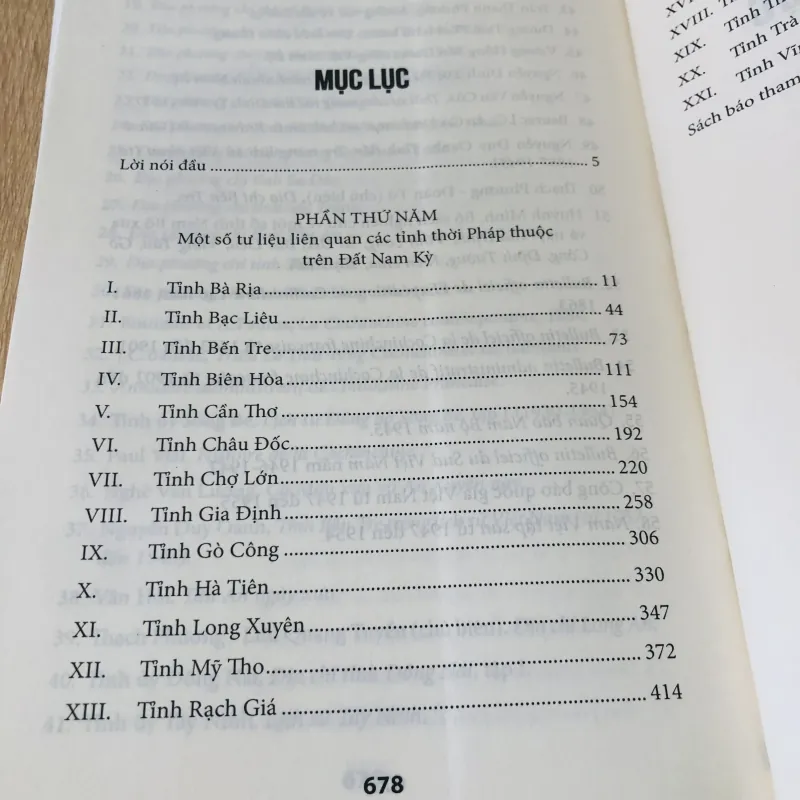 MỤC LỤC
Lời nói đầu 5
PHẦN THỨ NĂM
Một số tư liệu liên quan các tỉnh thời Pháp thuộc
trên Đất Nam Kỳ
I. Tỉnh Bà Rịa 11
II. Tỉnh Bạc Liêu 44
III. Tỉnh Bến Tre 73
IV. Tỉnh Biên Hòa 111
V. Tỉnh Cần Thơ 154
VI. Tỉnh Châu Đốc 192
VII. Tỉnh Chợ Lớn 220
VIII. Tỉnh Gia Định 258
IX. Tỉnh Gò Công 306
X. Tỉnh Hà Tiên 330
XI. Tỉnh Long Xuyên 347
XII. Tỉnh Mỹ Tho 372
XIII. Tỉnh Rạch Giá 414
678
XVIII. Tỉnh
XIX. Tỉnh
XX. Tỉnh Trà
XXI. Tỉnh
Sách báo tham